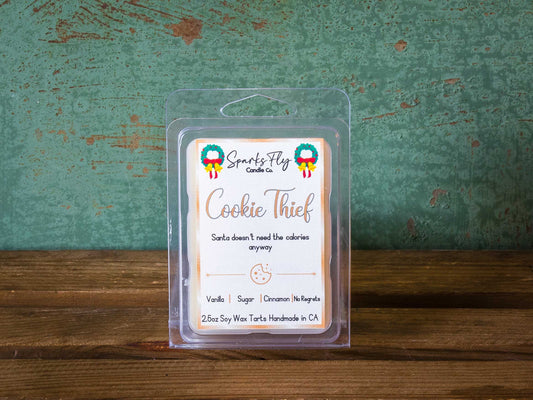 Sparks Fly
Candle Co.
Cookie Thief
Santa doesn't need the calories
anyway
Vanilla | Sugar | Cinnamon | No Regrets
2.6oz Soy Wax Tarts Handmade in CA